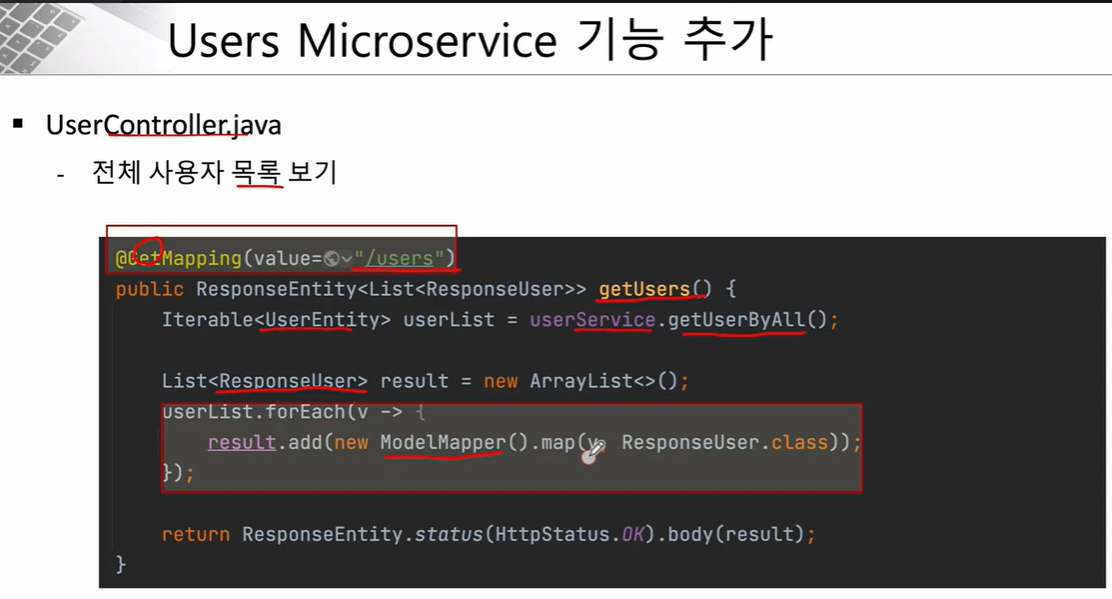 Users Microservice 기능 추가
▪ UserController.java
- 전체 사용자 목록 보기
@GetMapping(value="/users")
public ResponseEntity<List<ResponseUser>> getUsers() {
Iterable<UserEntity> userList = userService.getUserByAll();
List<ResponseUser> result = new ArrayList<>();
userList.forEach(v -> {
result.add(new ModelMapper().map(v, ResponseUser.class));
});
return ResponseEntity.status(HttpStatus.OK).body(result);
}